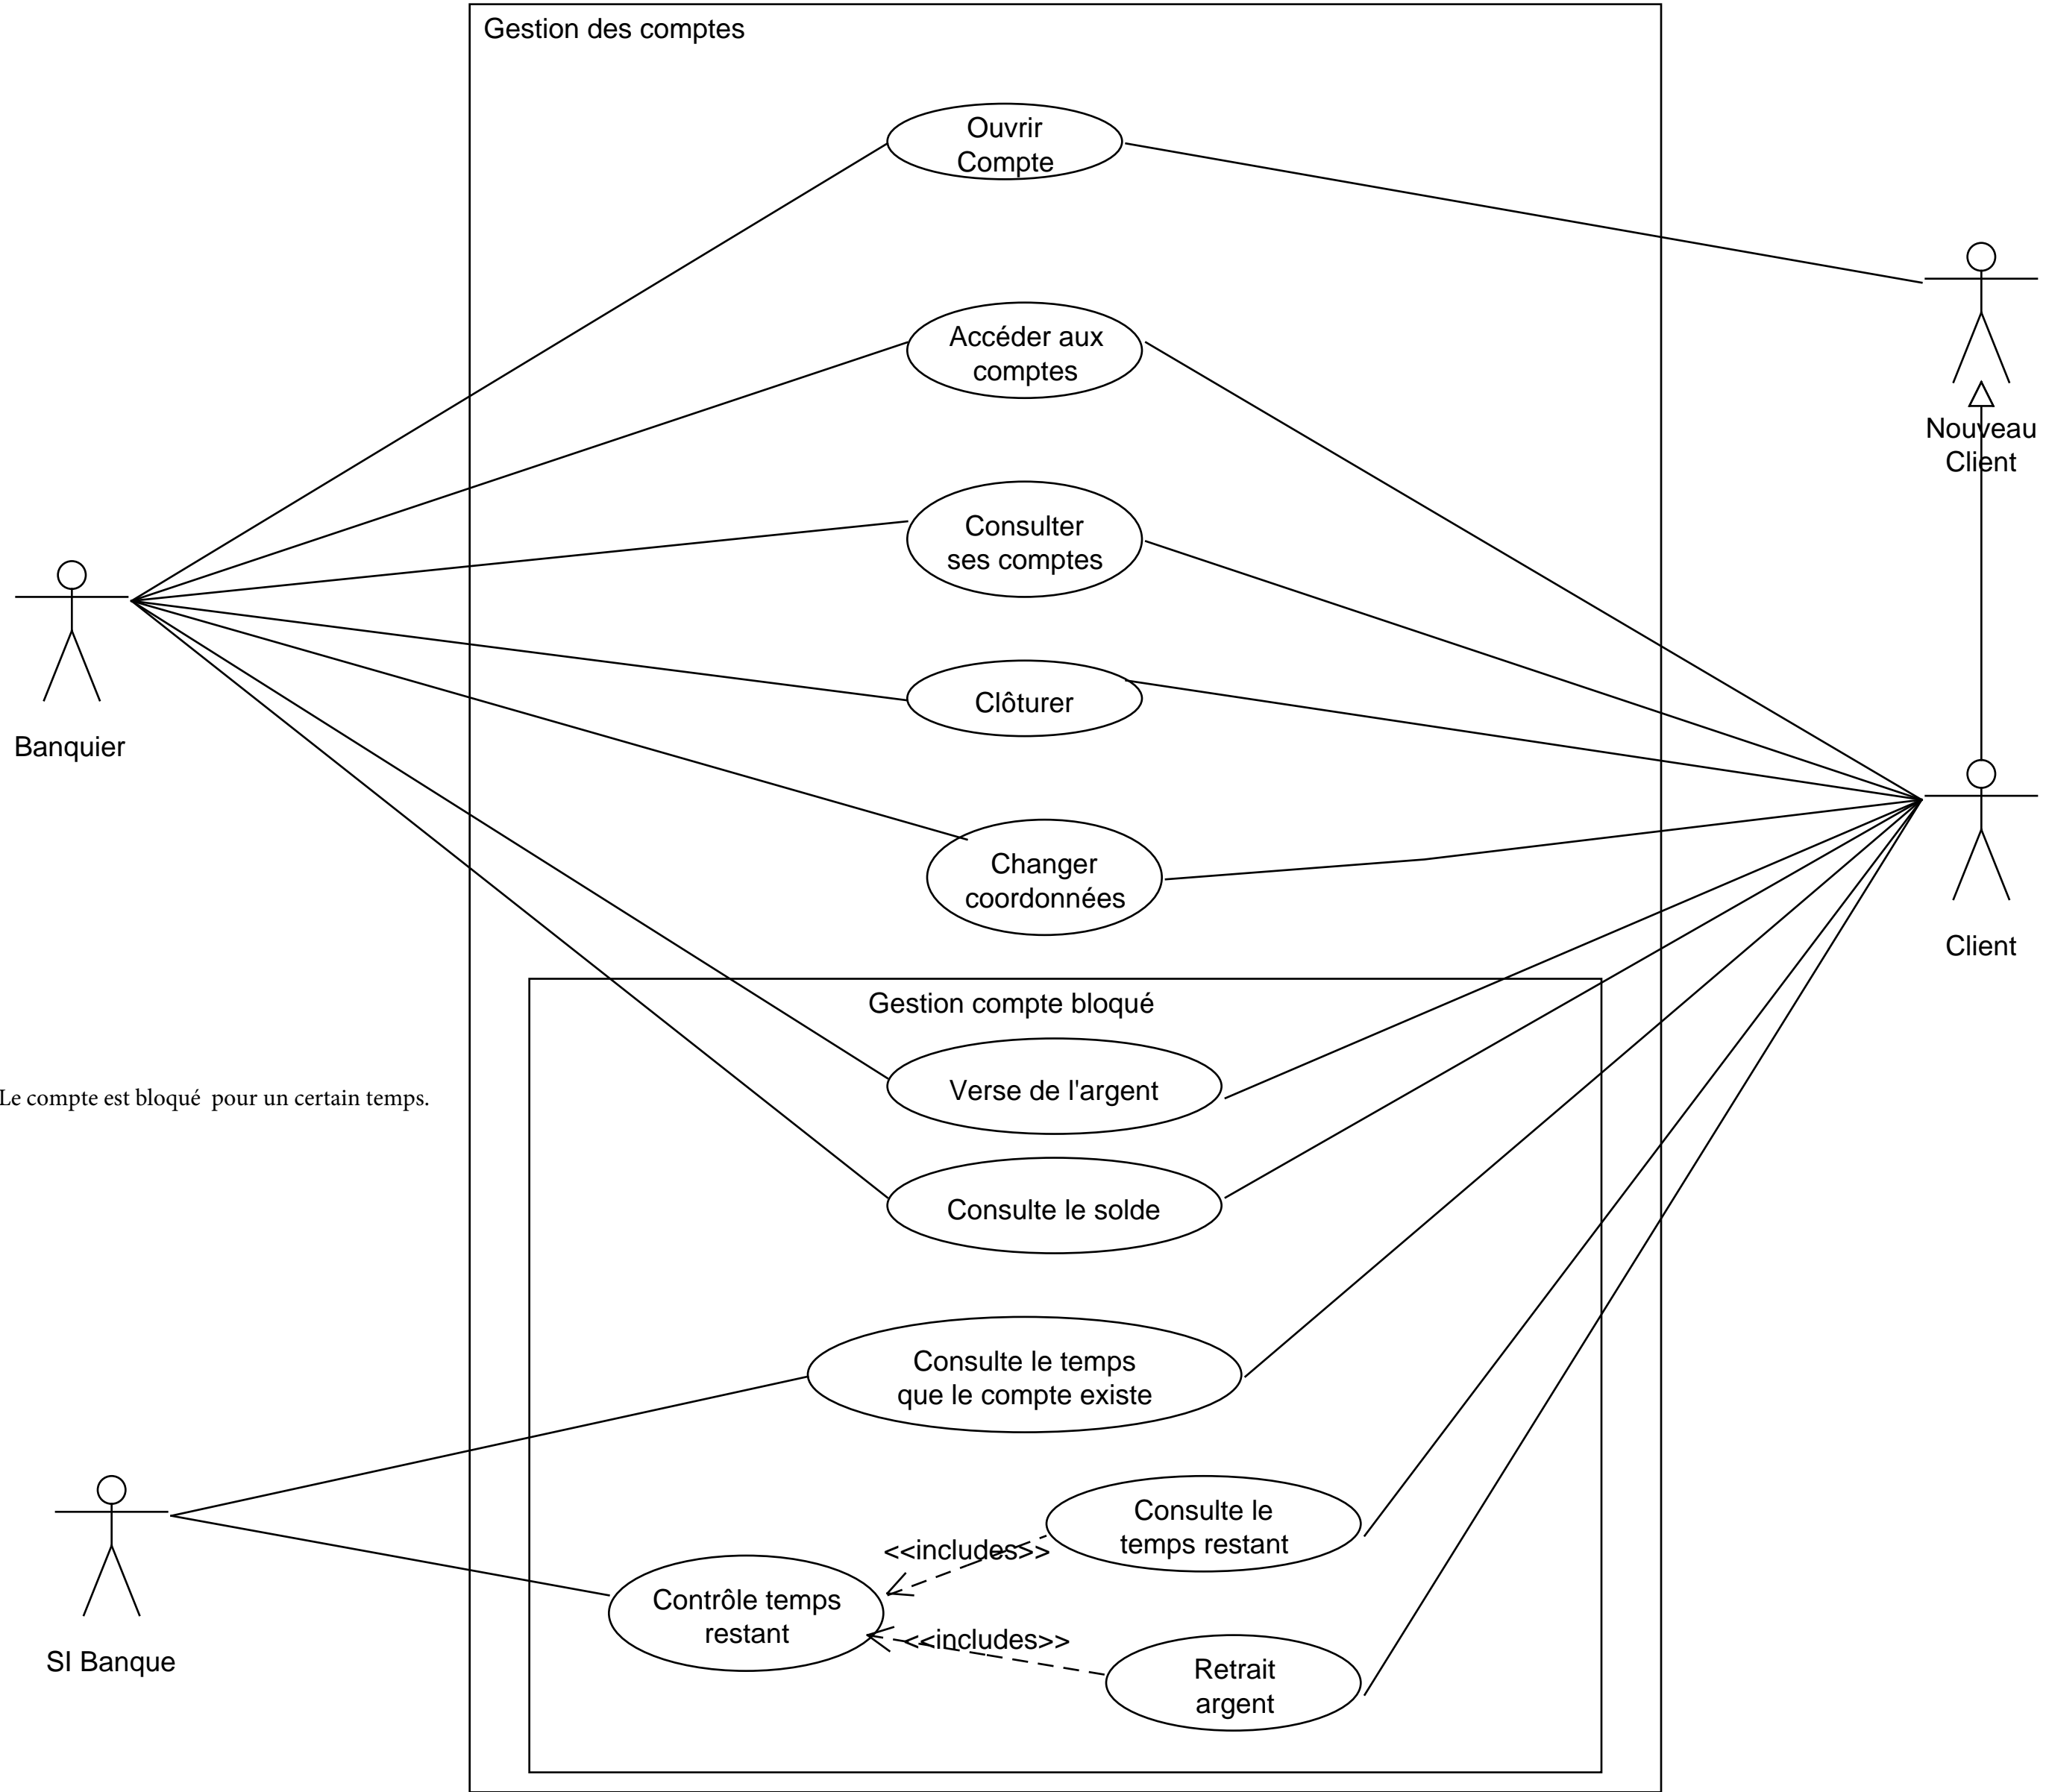 Gestion des comptes
Ouvrir
Compte
Accéder aux
comptes
Nouveau
Client
Consulter
ses comptes
Clôturer
Banquier
Changer
coordonnées
Client
Gestion compte bloqué
Verse de l'argent
Le compte est bloqué  pour un certain temps.
Consulte le solde
Consulte le temps
que le compte existe
Consulte le
temps restant
<<includes>>
Contrôle temps
restant
<<includes>>
SI Banque
Retrait
argent